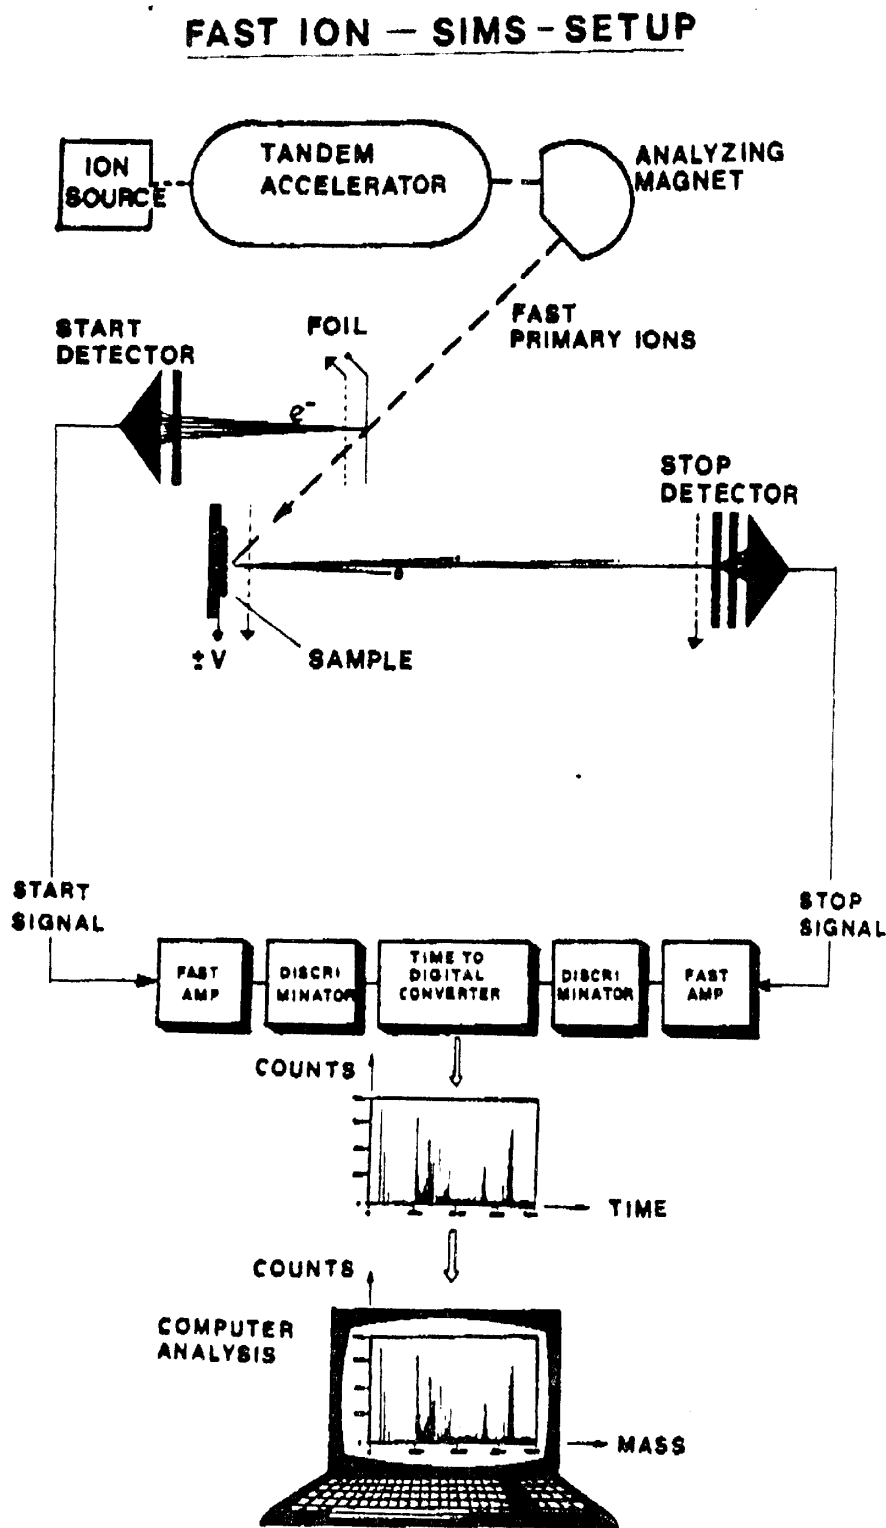 FAST ION — SIMS - SETUP
ION
SOURCE
TANDEM
ACCELERATOR
ANALYZING
MAGNET
FAST
PRIMARY IONS
START
DETECTOR
FOIL
e-
STOP
DETECTOR
± V
SAMPLE
START
SIGNAL
STOP
SIGNAL
FAST
AMP
DISCRI
MINATOR
TIME TO
DIGITAL
CONVERTER
DISCRI
MINATOR
FAST
AMP
COUNTS
TIME
COUNTS
COMPUTER
ANALYSIS
MASS